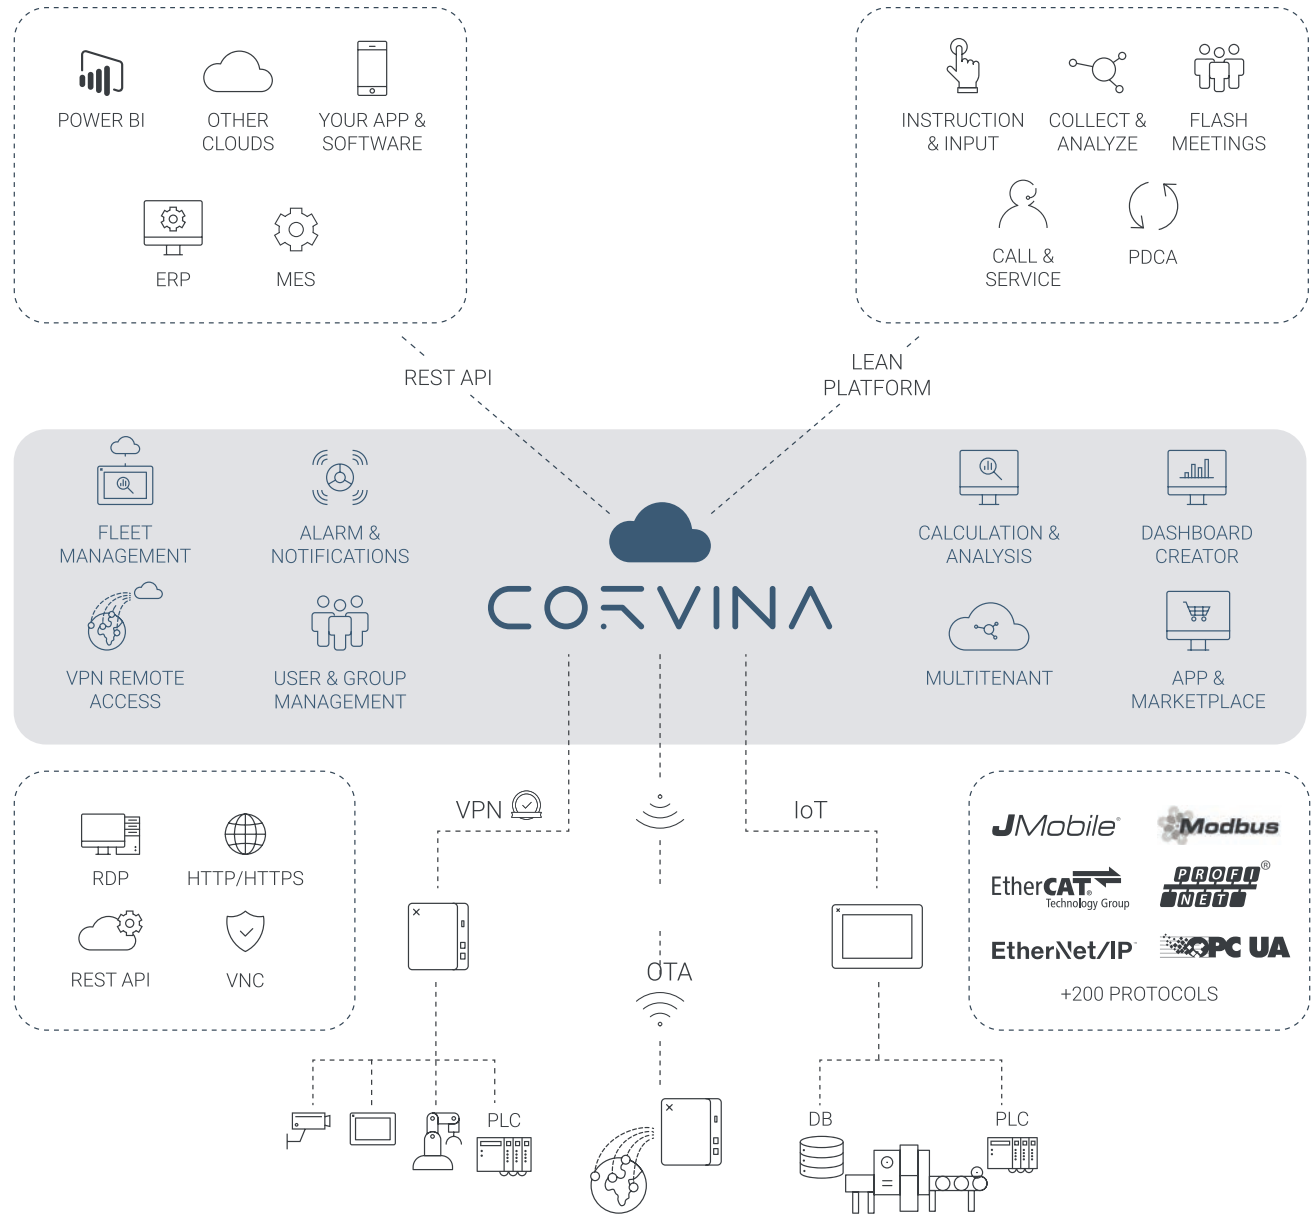 POWER BI
OTHER
CLOUDS
YOUR APP &
SOFTWARE
ERP
MES
INSTRUCTION
& INPUT
COLLECT &
ANALYZE
FLASH
MEETINGS
CALL &
SERVICE
PDCA
REST API
LEAN
PLATFORM
FLEET
MANAGEMENT
ALARM &
NOTIFICATIONS
VPN REMOTE
ACCESS
USER & GROUP
MANAGEMENT
CORVINA
CALCULATION &
ANALYSIS
DASHBOARD
CREATOR
MULTITENANT
APP &
MARKETPLACE
RDP
HTTP/HTTPS
REST API
VNC
VPN
IoT
OTA
JMobile®
Modbus
EtherCAT®
Technology Group
PROFI®
NET
EtherNet/IP
OPC UA
+200 PROTOCOLS
PLC
DB
PLC